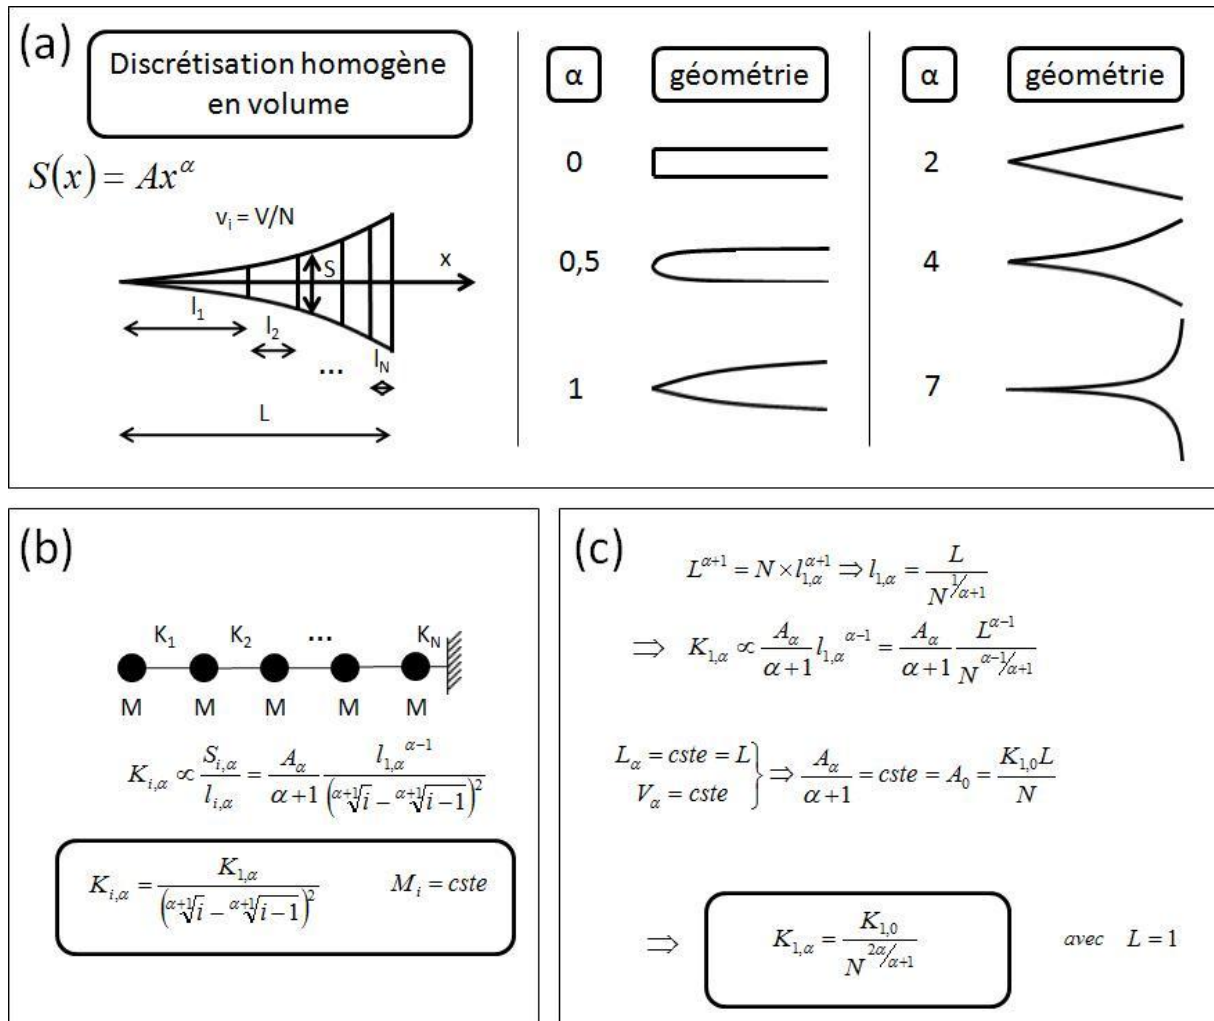 (a)
Discrétisation homogène
en volume
S(x) = Ax^α
v_i = V/N
S
x
l_1
l_2
...
l_N
L
α géométrie
0
0,5
1
α géométrie
2
4
7
(b)
K_1 K_2 ... K_N
M M M M M
K_{i,α} ∝ S_{i,α}/l_{i,α} = A_α/(α+1) l_{1,α}^{α-1}/(^{α+1}√i - ^{α+1}√(i-1))^2
K_{i,α} = K_{1,α}/(^{α+1}√i - ^{α+1}√(i-1))^2 M_i = cste
(c)
L^{α+1} = N × l_{1,α}^{α+1} ⇒ l_{1,α} = L/N^{1/α+1}
⇒ K_{1,α} ∝ A_α/(α+1) l_{1,α}^{α-1} = A_α/(α+1) L^{α-1}/N^{α-1/α+1}
L_α = cste = L
V_α = cste
} ⇒ A_α/(α+1) = cste = A_0 = K_{1,0}L/N
⇒ K_{1,α} = K_{1,0}/N^{2α/α+1} avec L = 1